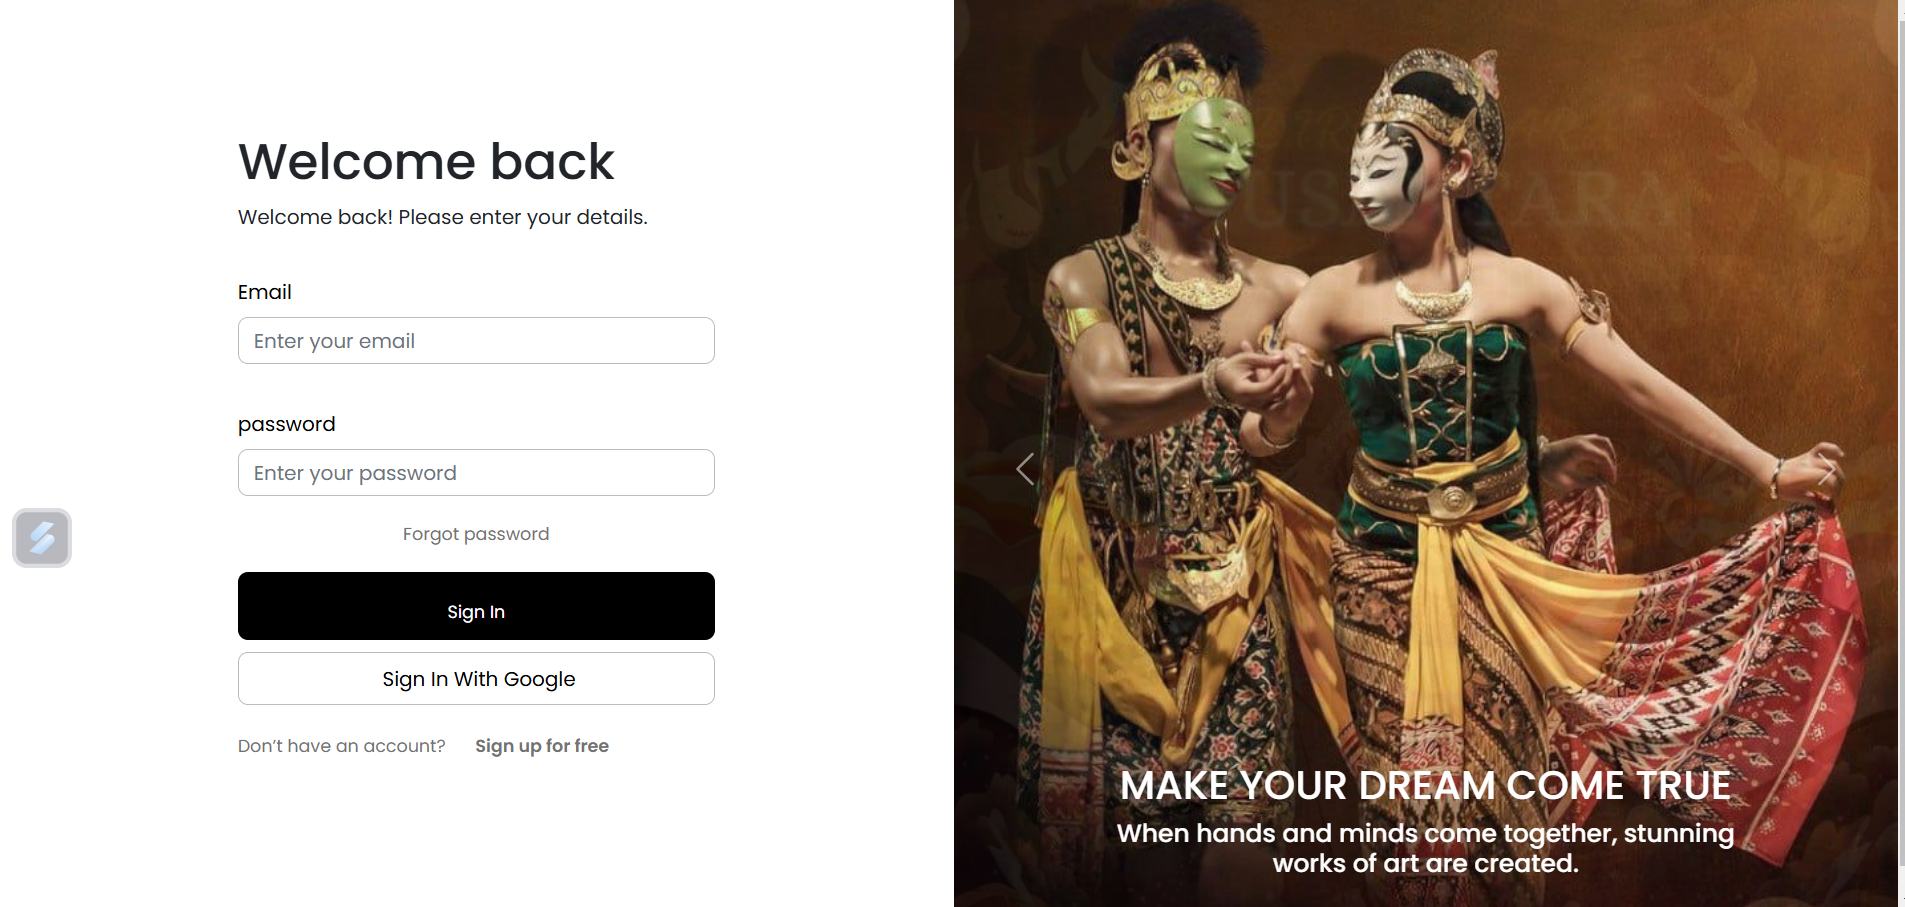 Welcome back
Welcome back! Please enter your details.
Email
Enter your email
password
Enter your password
Forgot password
Sign In
Sign In With Google
Don’t have an account? Sign up for free
MAKE YOUR DREAM COME TRUE
When hands and minds come together, stunning
works of art are created.